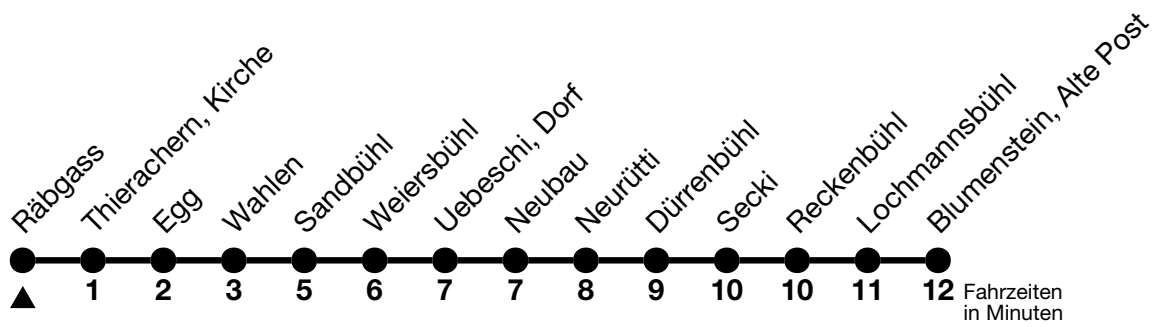 Räbgass
Thierachern, Kirche
Egg
Wahlen
Sandbühl
Weiersbühl
Uebeschi, Dorf
Neubau
Neurütti
Dürrenbühl
Secki
Reckenbühl
Lochmannsbühl
Blumenstein, Alte Post
1 2 3 5 6 7 7 8 9 10 10 11 12
Fahrzeiten
in Minuten